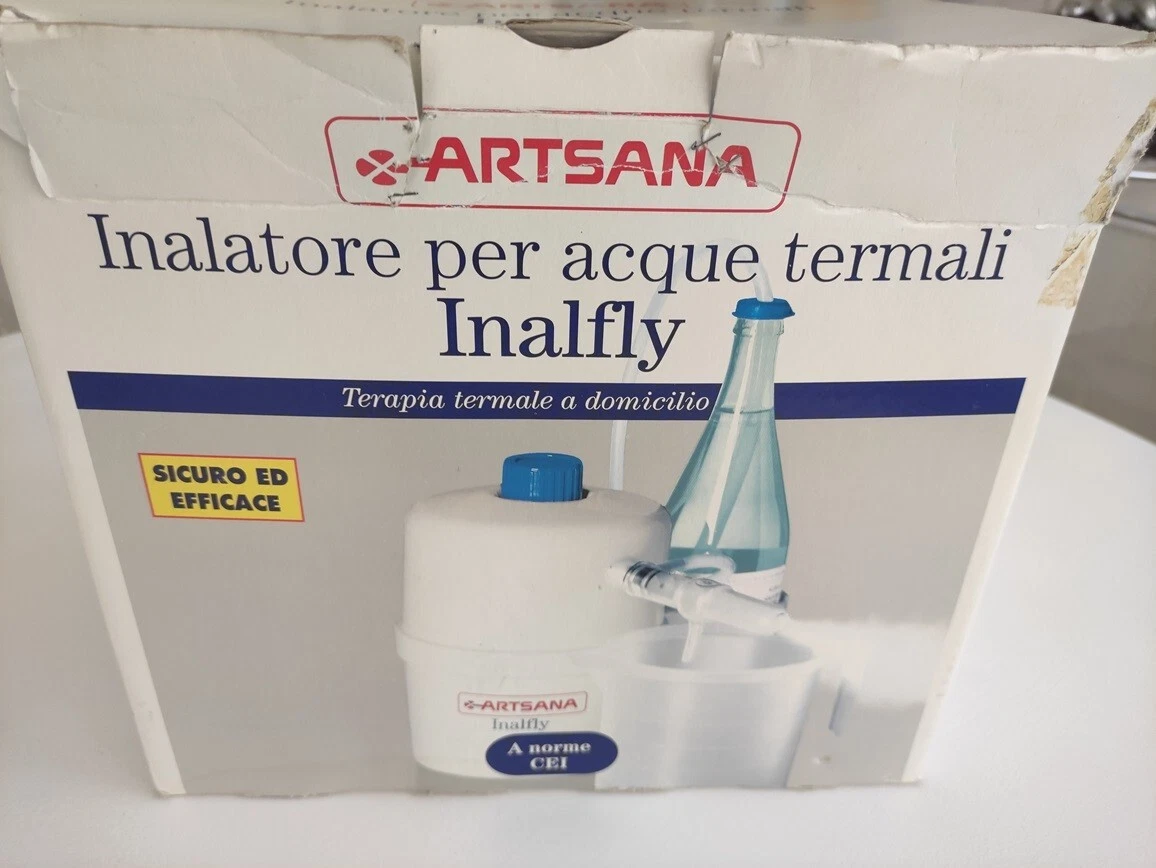 ARTSANA
Inalatore per acque termali
Inalfly
Terapia termale a domicilio
SICURO ED
EFFICACE
ARTSANA
Inalfly
A norme
CEI